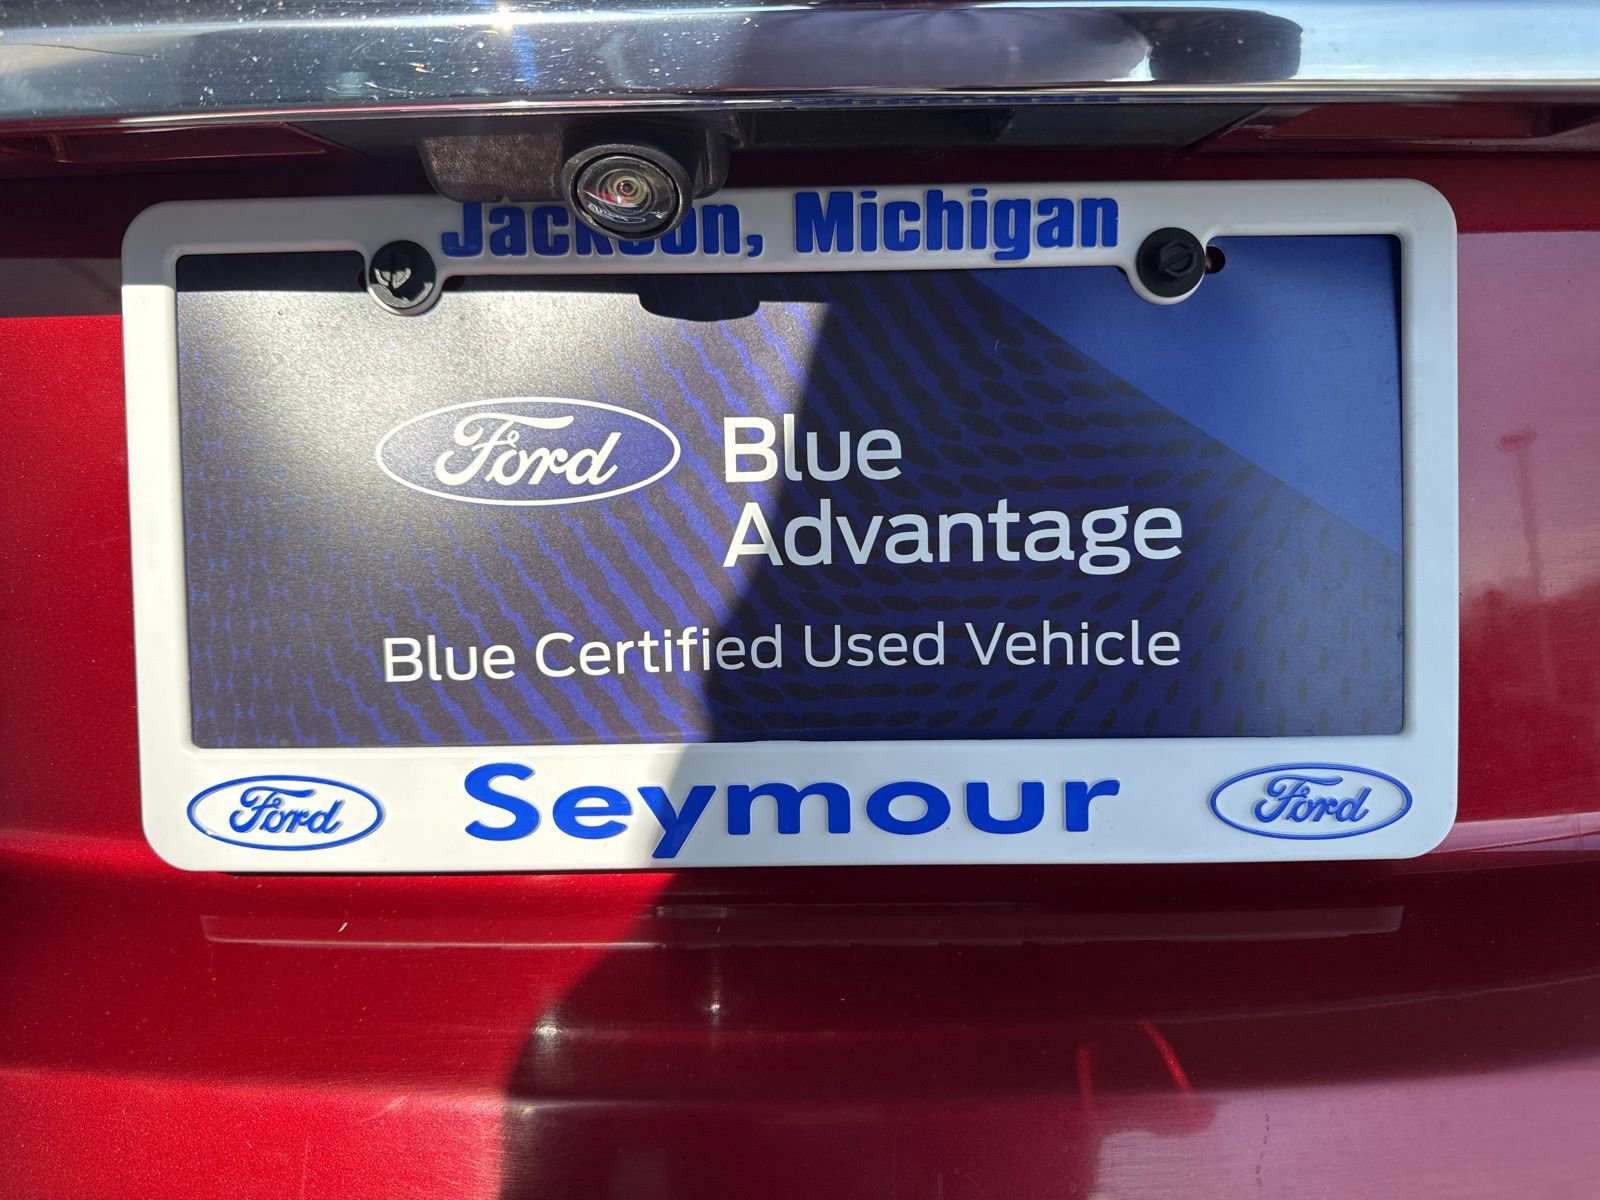 Jackson, Michigan
Ford
Blue
Advantage
Blue Certified Used Vehicle
Ford Seymour Ford